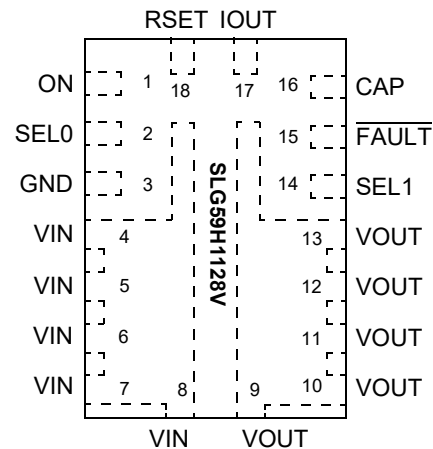 RSET IOUT
ON 1 18 17 16 CAP
SEL0 2 15 FAULT
GND 3 14 SEL1
SLG59H1128V
VIN 4 13 VOUT
VIN 5 12 VOUT
VIN 6 11 VOUT
VIN 7 8 9 10 VOUT
VIN VOUT